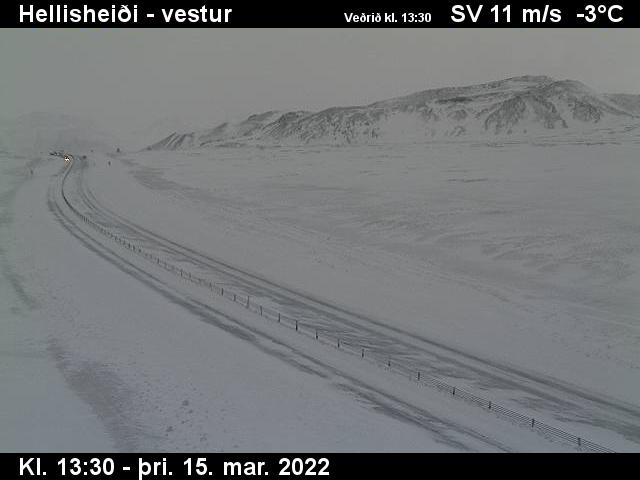 Hellisheiði - vestur Veðrið kl. 13:30 SV 11 m/s -3°C
Kl. 13:30 - þri. 15. mar. 2022